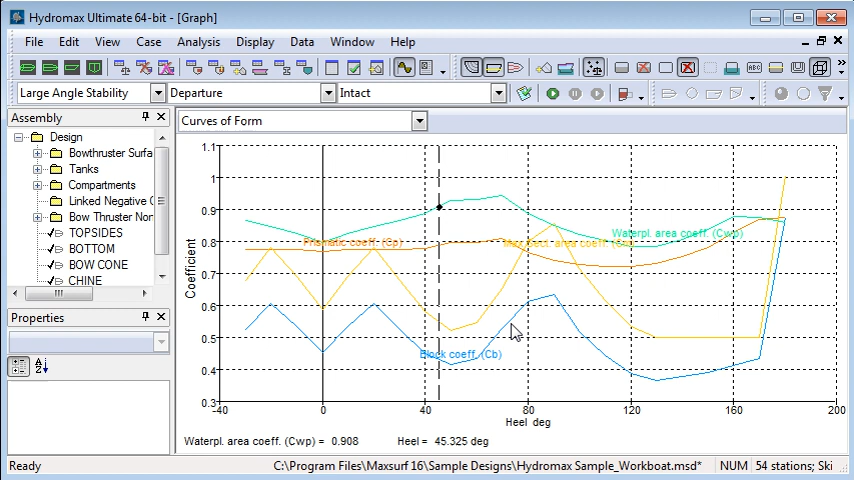 Hydromax Ultimate 64-bit - [Graph]
File Edit View Case Analysis Display Data Window Help
Large Angle Stability Departure Intact
Assembly
Curves of Form
Design
Bowthruster Surfa
Tanks
Compartments
Linked Negative C
Bow Thruster Non
TOPSIDES
BOTTOM
BOW CONE
CHINE
Properties
1.1
1
0.9
0.8
0.7
0.6
0.5
0.4
0.3
Coefficient
Prismatic coeff. (Cp)
Waterpl. area coeff. (Cwp)
Block coeff. (Cb)
-40 0 40 80 120 160 200
Heel deg
Waterpl. area coeff. (Cwp) = 0.908 Heel = 45.325 deg
Ready C:\Program Files\Maxsurf 16\Sample Designs\Hydromax Sample_Workboat.msd* NUM 54 stations; Ski